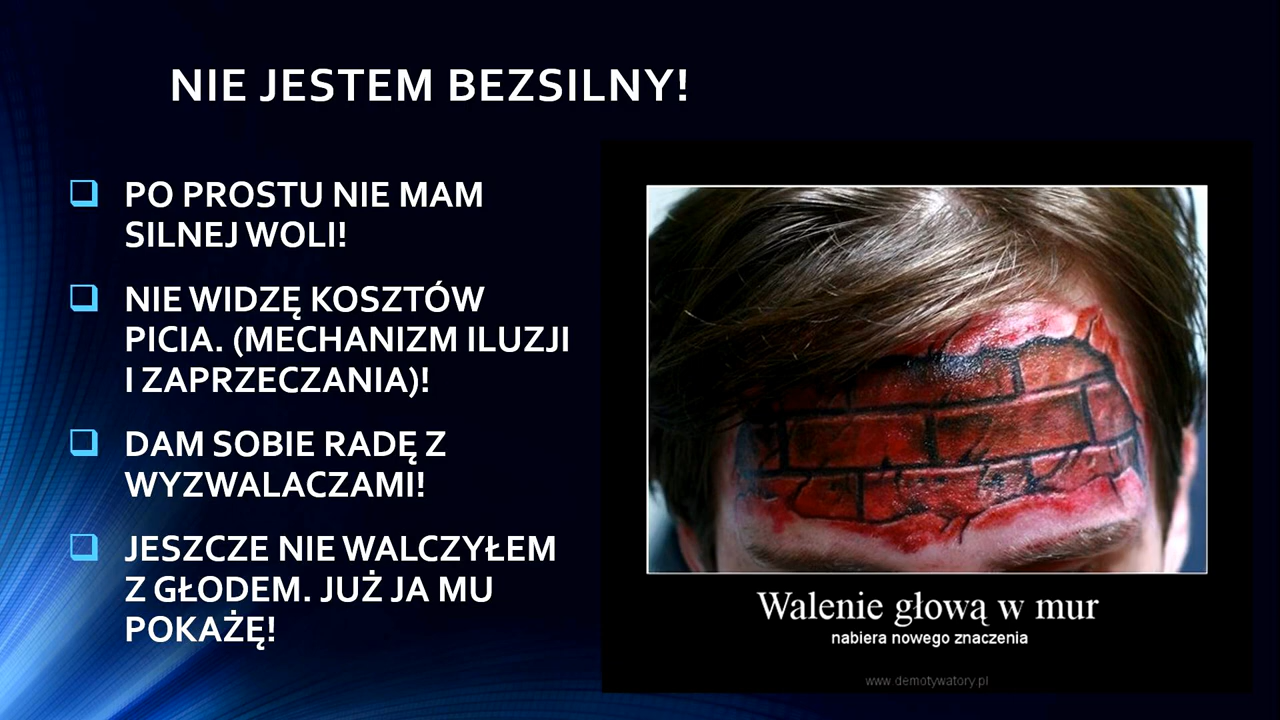 NIE JESTEM BEZSILNY!
PO PROSTU NIE MAM
SILNEJ WOLI!
NIE WIDZĘ KOSZTÓW
PICIA. (MECHANIZM ILUZJI
I ZAPRZECZANIA)!
DAM SOBIE RADĘ Z
WYZWALACZAMI!
JESZCZE NIE WALCZYŁEM
Z GŁODEM. JUŻ JA MU
POKAŻĘ!
Walenie głową w mur
nabiera nowego znaczenia
www.demotywatory.pl